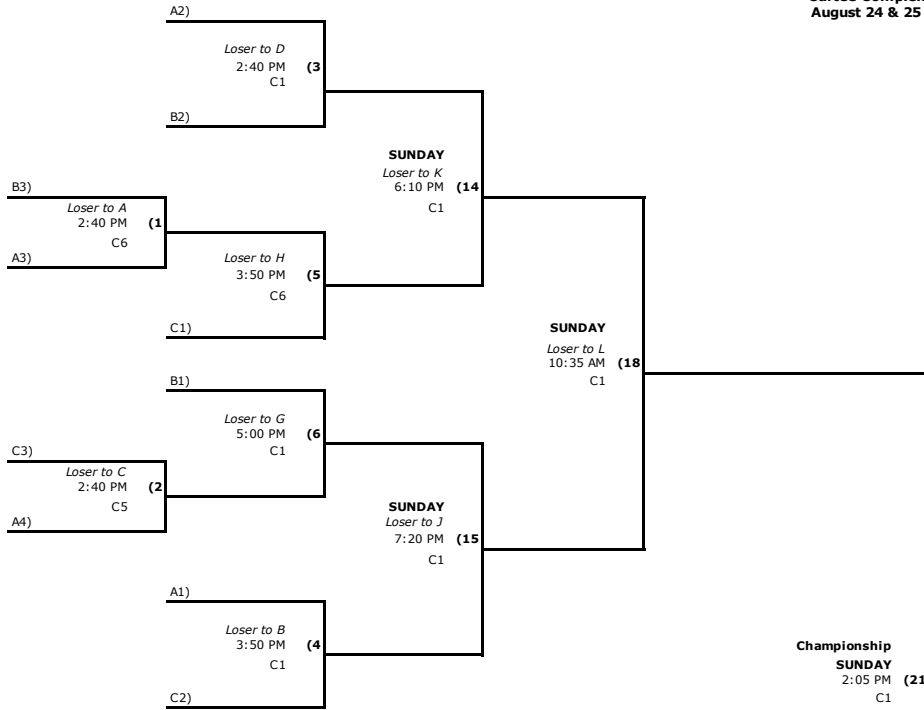 August 24 & 25
A2)
Loser to D
2:40 PM (3
C1
B2)
SUNDAY
Loser to K
6:10 PM (14
C1
B3)
Loser to A
2:40 PM (1
C6
A3)
Loser to H
3:50 PM (5
C6
C1)
SUNDAY
Loser to L
10:35 AM (18
C1
B1)
Loser to G
5:00 PM (6
C1
C3)
Loser to C
2:40 PM (2
C5
A4)
SUNDAY
Loser to J
7:20 PM (15
C1
A1)
Loser to B
3:50 PM (4
C1
C2)
Championship
SUNDAY
2:05 PM (21
C1